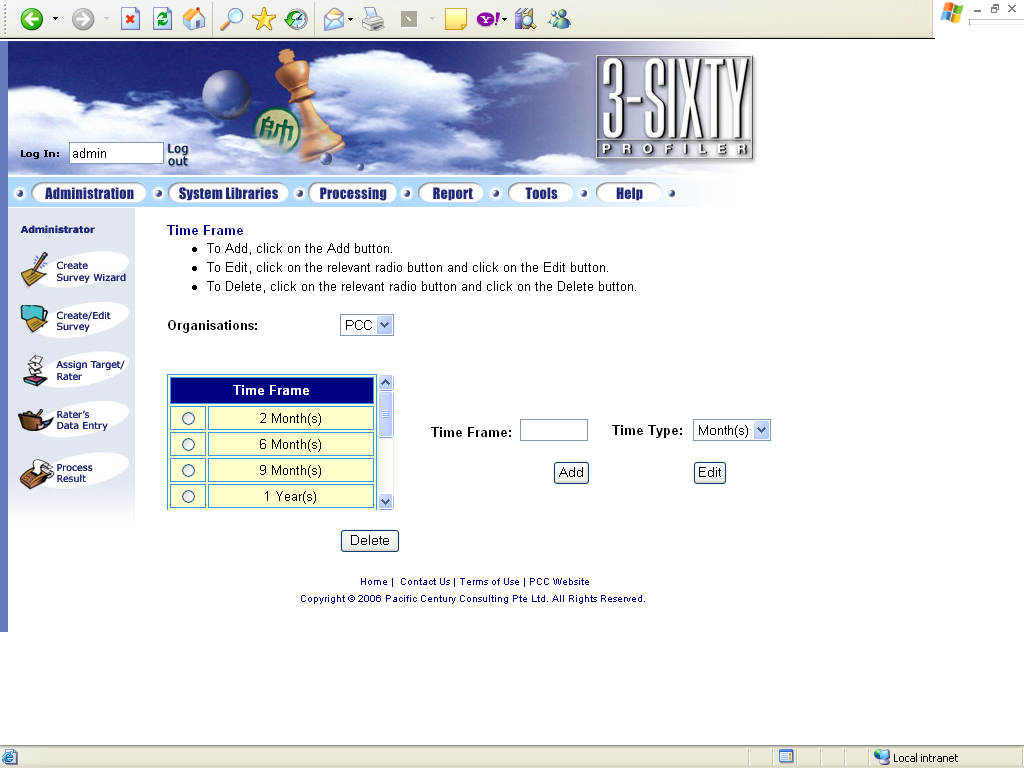 3-SIXTY
PROFILER
Log In: admin Log out
帥
Administration System Libraries Processing Report Tools Help
Administrator
Create
Survey Wizard
Create/Edit
Survey
Assign Target/
Rater
Rater's
Data Entry
Process
Result
Time Frame
To Add, click on the Add button.
To Edit, click on the relevant radio button and click on the Edit button.
To Delete, click on the relevant radio button and click on the Delete button.
Organisations: PCC
Time Frame
2 Month(s)
6 Month(s)
9 Month(s)
1 Year(s)
Time Frame: Time Type: Month(s)
Add Edit
Delete
Home | Contact Us | Terms of Use | PCC Website
Copyright © 2006 Pacific Century Consulting Pte Ltd. All Rights Reserved.
Local intranet